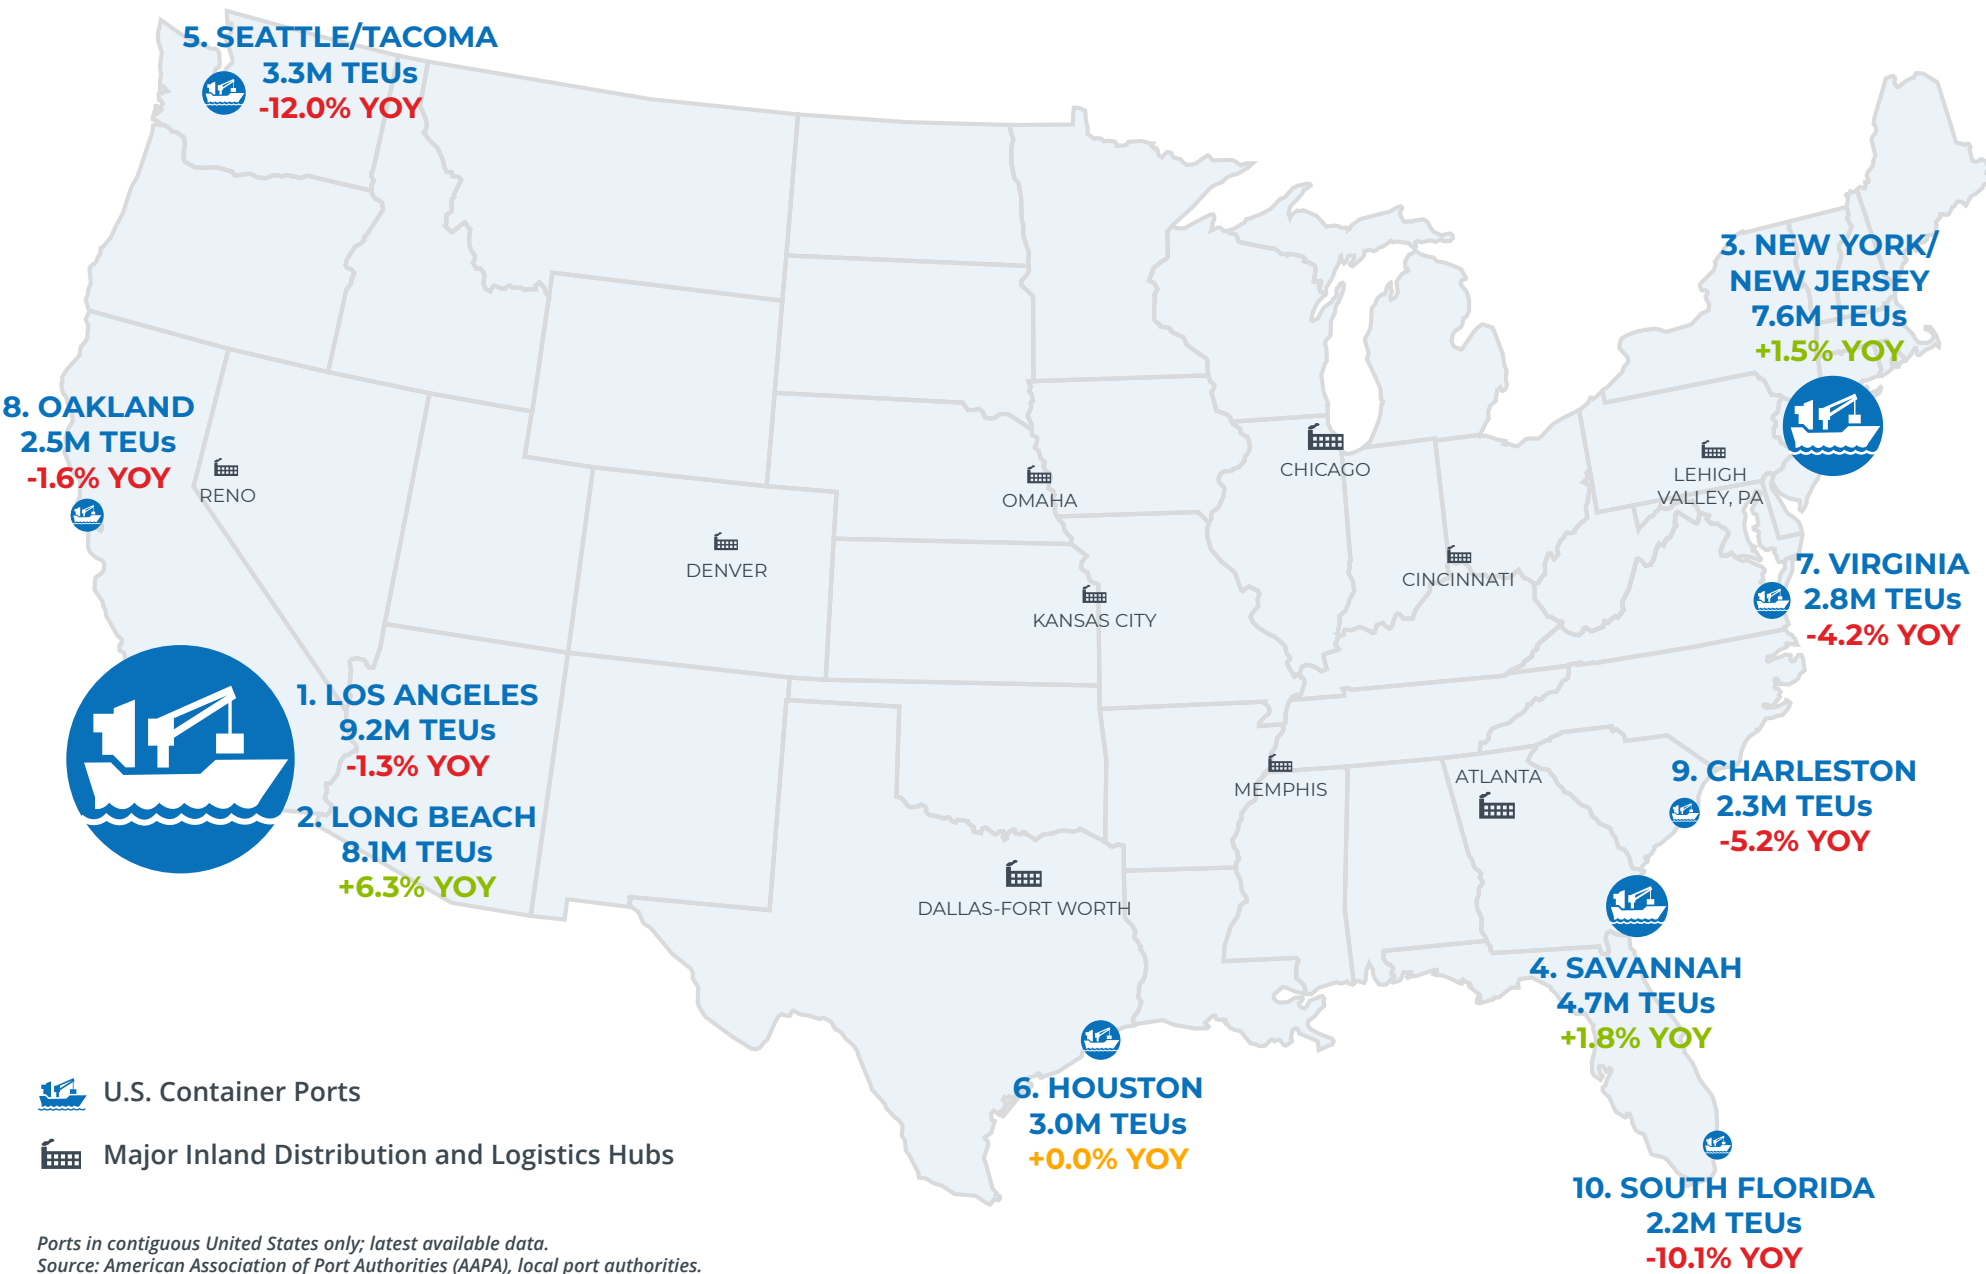 5. SEATTLE/TACOMA
3.3M TEUs
-12.0% YOY
3. NEW YORK/
NEW JERSEY
7.6M TEUs
+1.5% YOY
8. OAKLAND
2.5M TEUs
-1.6% YOY
RENO
OMAHA
CHICAGO
LEHIGH
VALLEY, PA
DENVER
KANSAS CITY
CINCINNATI
7. VIRGINIA
2.8M TEUs
-4.2% YOY
1. LOS ANGELES
9.2M TEUs
-1.3% YOY
2. LONG BEACH
8.1M TEUs
+6.3% YOY
MEMPHIS
ATLANTA
9. CHARLESTON
2.3M TEUs
-5.2% YOY
DALLAS-FORT WORTH
4. SAVANNAH
4.7M TEUs
+1.8% YOY
6. HOUSTON
3.0M TEUs
+0.0% YOY
10. SOUTH FLORIDA
2.2M TEUs
-10.1% YOY
U.S. Container Ports
Major Inland Distribution and Logistics Hubs
Ports in contiguous United States only; latest available data.
Source: American Association of Port Authorities (AAPA), local port authorities.